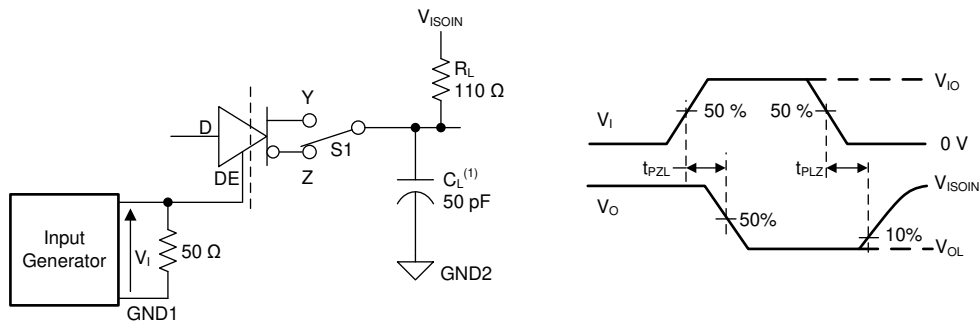 V_ISOIN
R_L
110 Ω
Y
D
S1
DE
Z
C_L(1)
50 pF
Input
Generator
V_I
50 Ω
GND1
GND2
V_IO
50 %
50 %
V_I
0 V
t_PZL
t_PLZ
V_ISOIN
V_O
50%
10%
V_OL